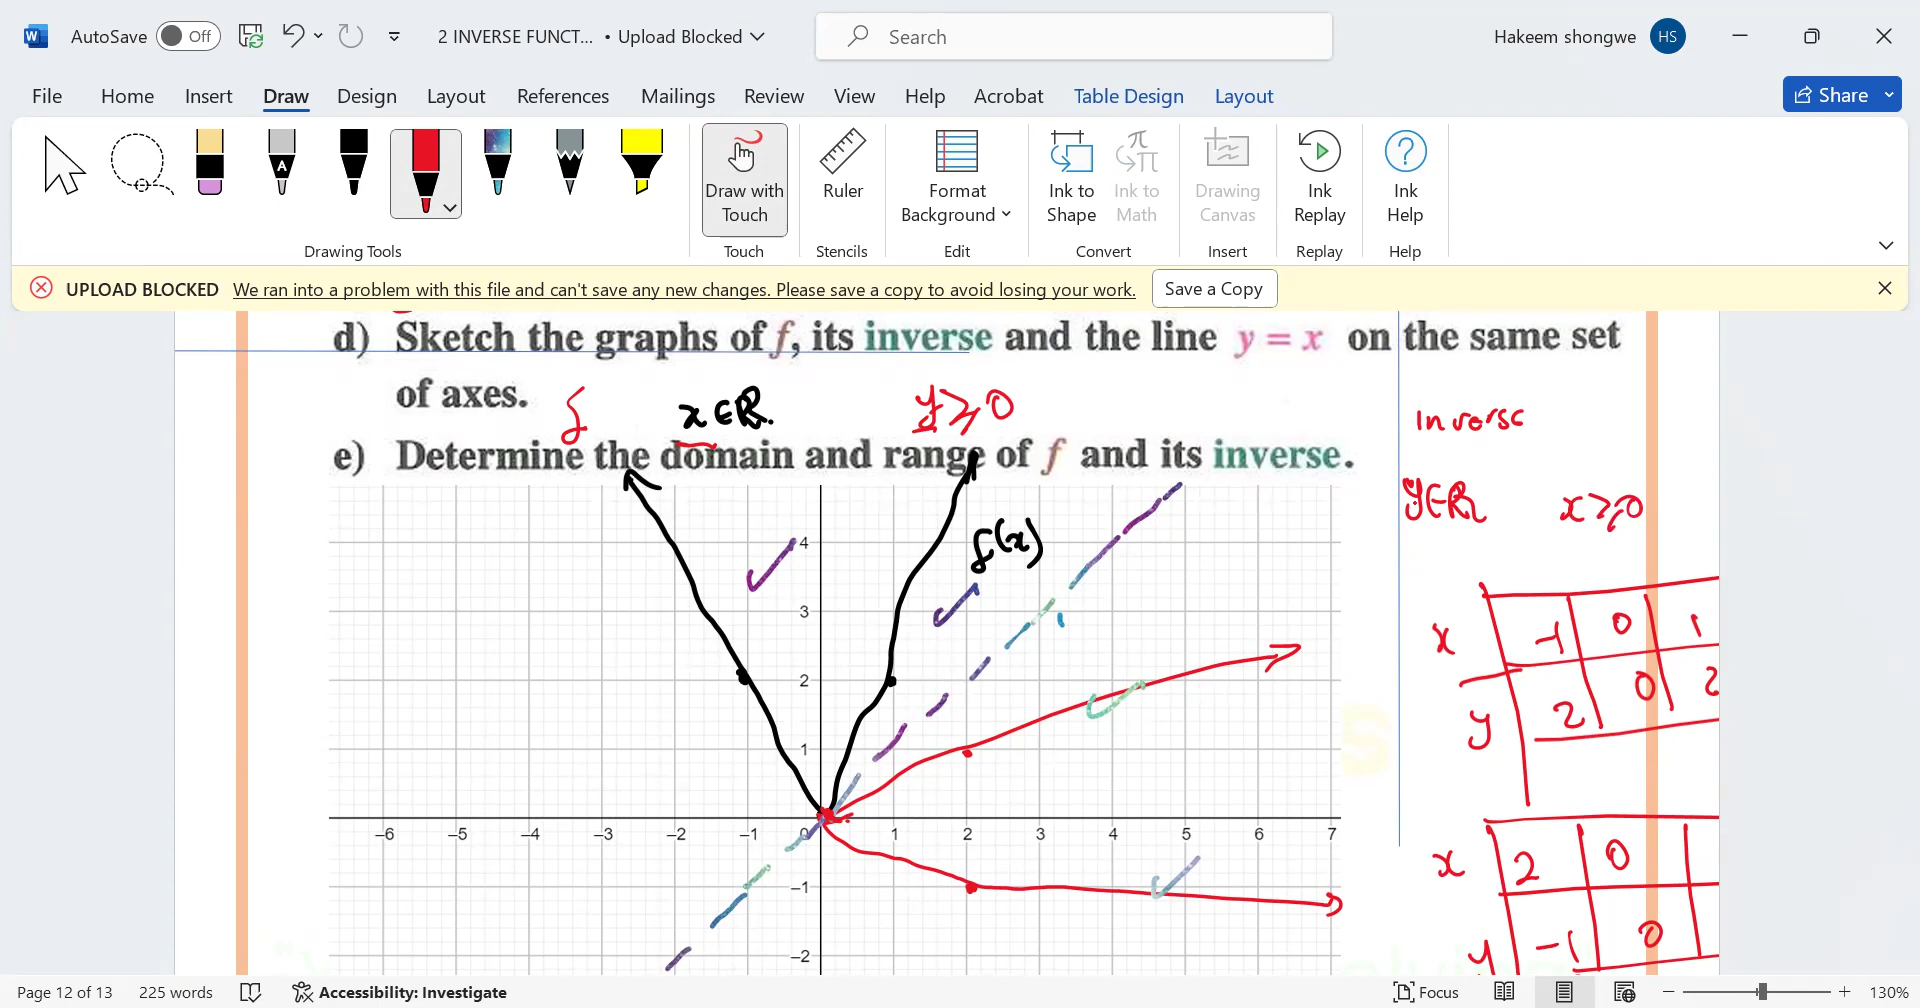 AutoSave Off 2 INVERSE FUNCT... • Upload Blocked Search Hakeem shongwe HS
File Home Insert Draw Design Layout References Mailings Review View Help Acrobat Table Design Layout Share
Draw with Touch Ruler Format Background Ink to Shape Ink to Math Drawing Canvas Ink Replay Ink Help
Drawing Tools Touch Stencils Edit Convert Insert Replay Help
UPLOAD BLOCKED We ran into a problem with this file and can't save any new changes. Please save a copy to avoid losing your work. Save a Copy
d) Sketch the graphs of f, its inverse and the line y = x on the same set
of axes.
f x∈ℝ. y≥0
e) Determine the domain and range of f and its inverse.
inverse
y∈ℝ x≥0
f(x)
4
3
2
1
−6 −5 −4 −3 −2 −1 0 1 2 3 4 5 6 7
−1
−2
x -1 0 1
y 2 0 2
x 2 0
y -1 0
Page 12 of 13 225 words Accessibility: Investigate Focus 130%